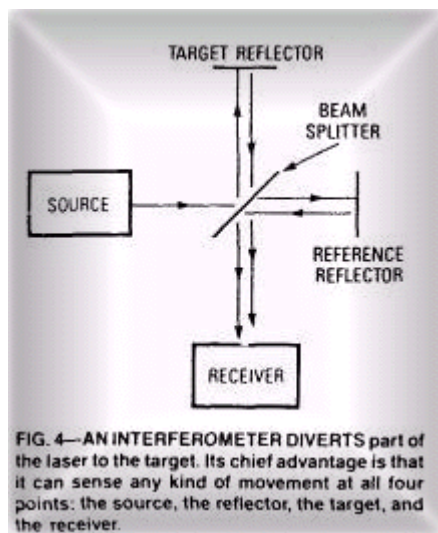 TARGET REFLECTOR
BEAM
SPLITTER
SOURCE
REFERENCE
REFLECTOR
RECEIVER
FIG. 4—AN INTERFEROMETER DIVERTS part of
the laser to the target. Its chief advantage is that
it can sense any kind of movement at all four
points: the source, the reflector, the target, and
the receiver.